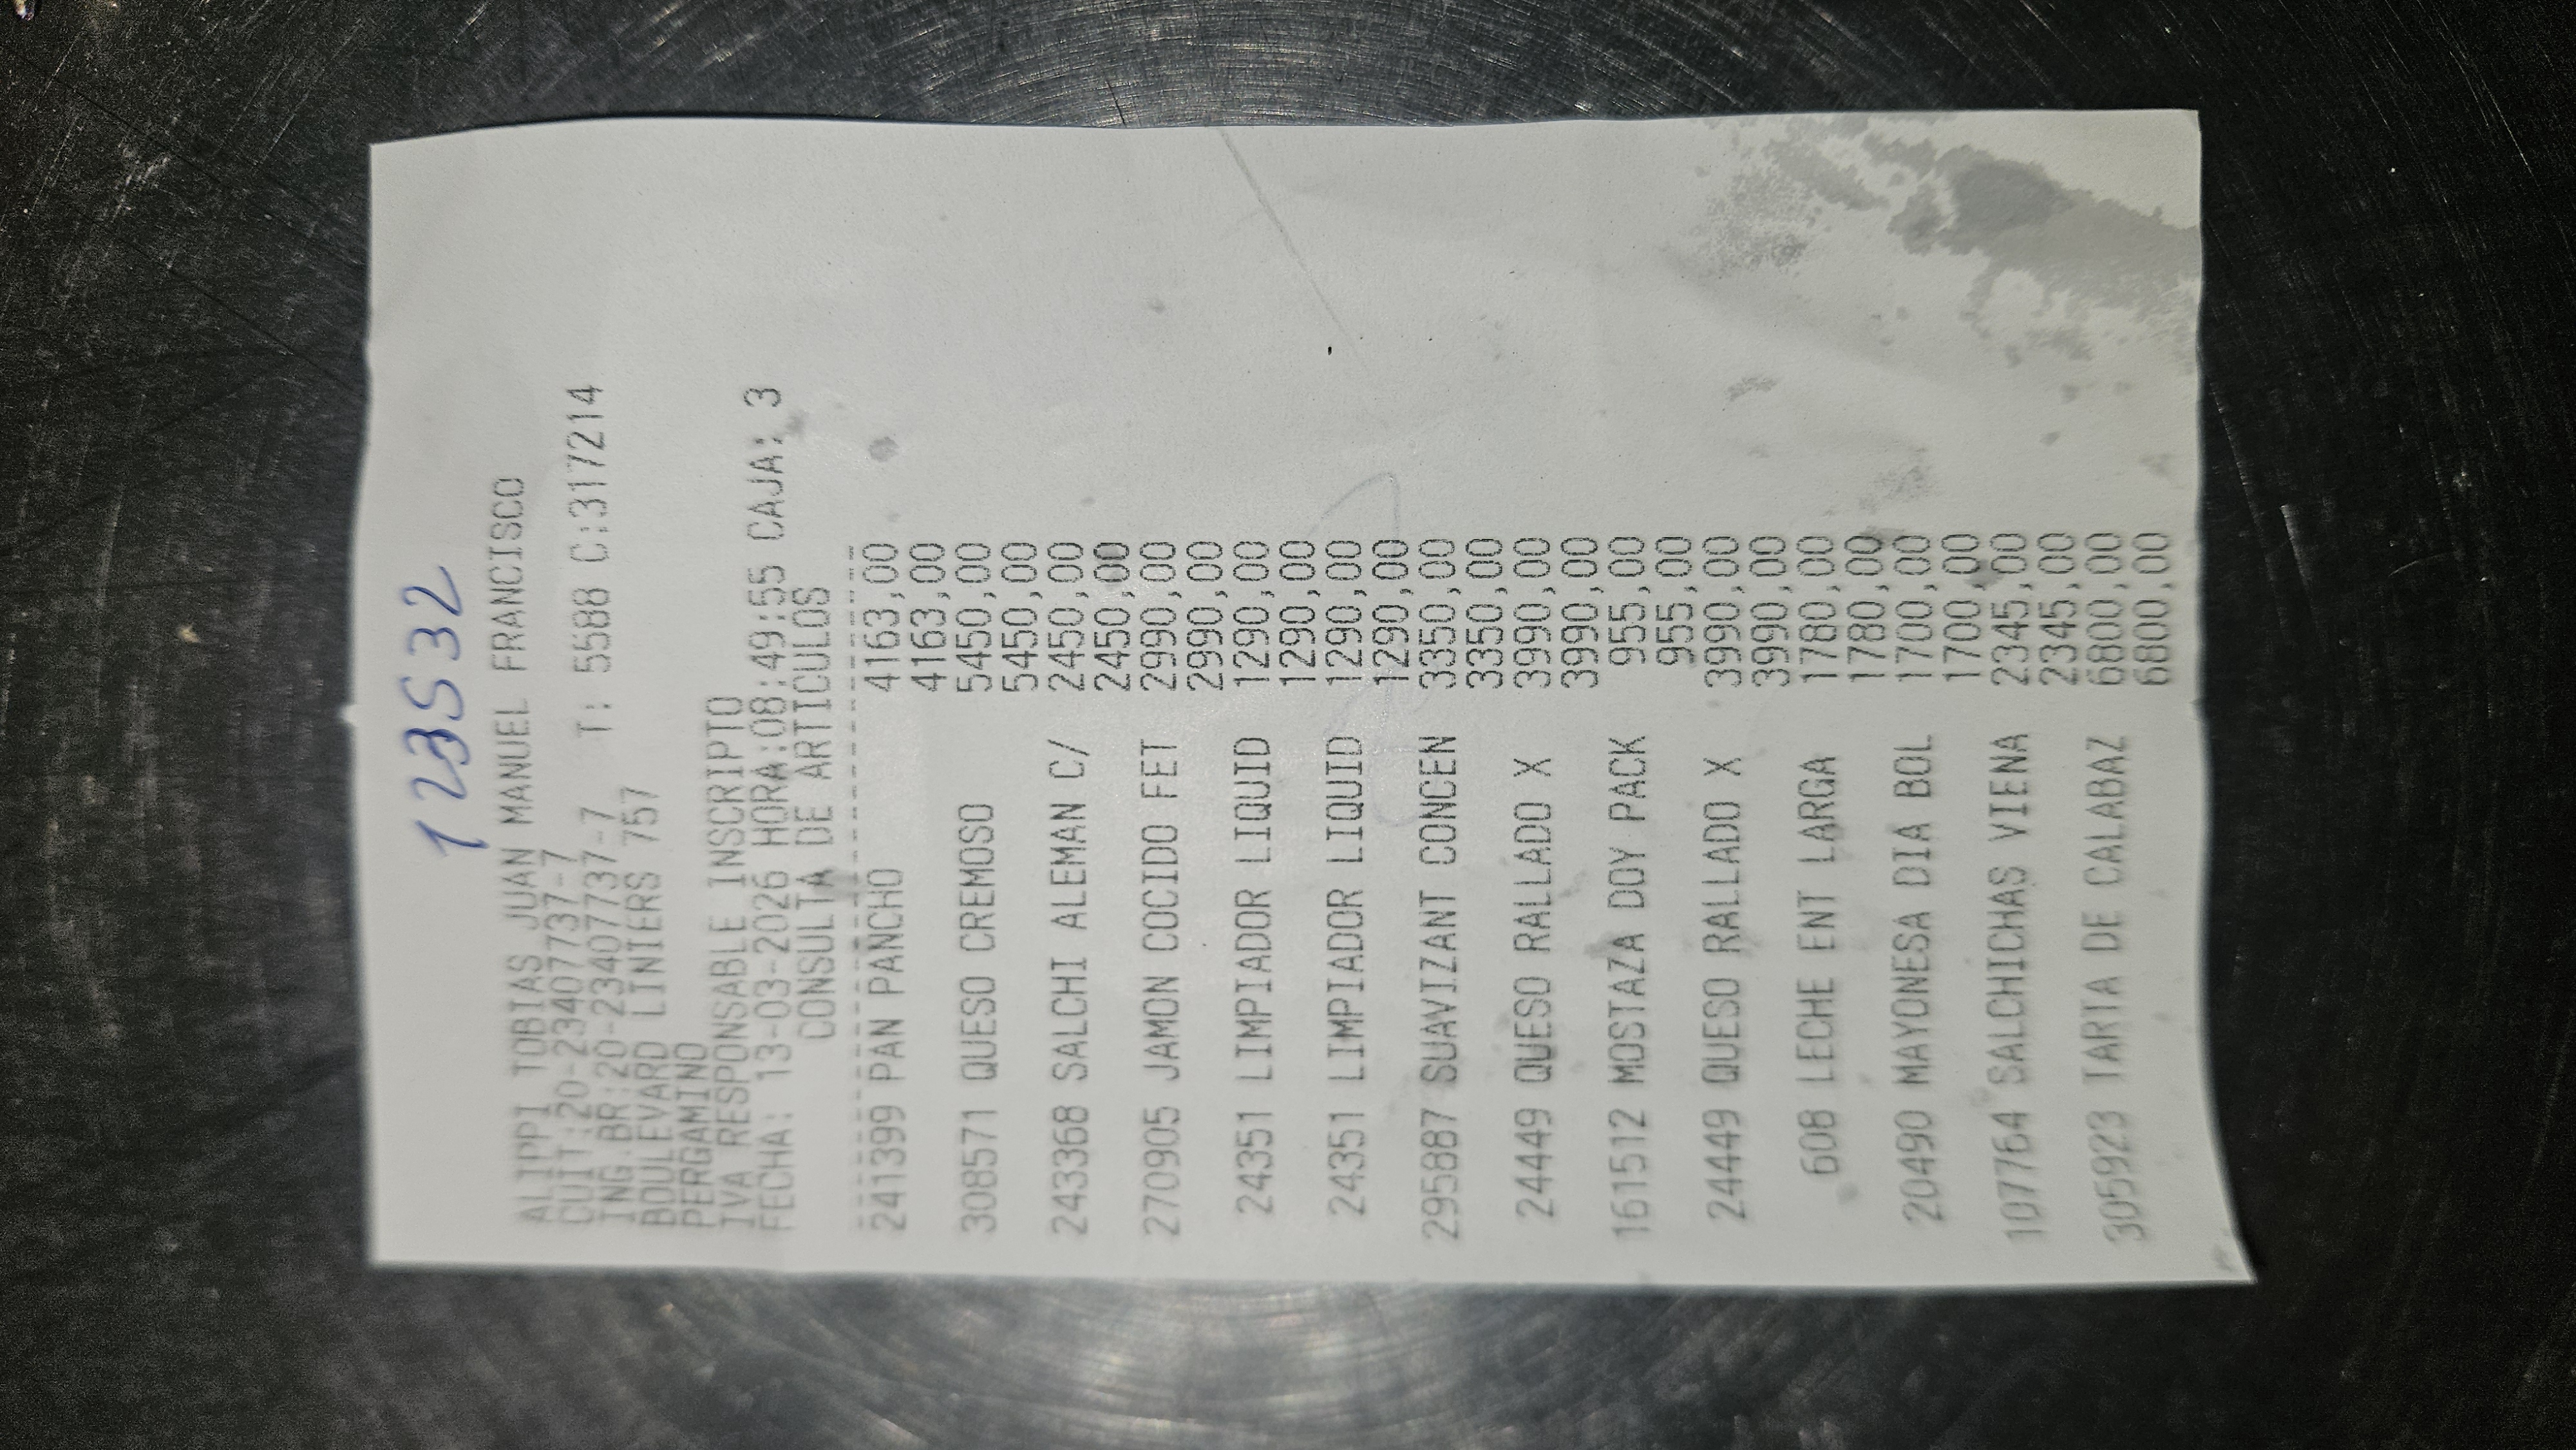 123532
ALIPPI TOBIAS JUAN MANUEL FRANCISCO
CUIT:20-23407737-7
ING.BR:20-23407737-7 T: 5588 C:317214
BOULEVARD LINIERS 757
PERGAMINO
IVA RESPONSABLE INSCRIPTO
FECHA: 13-03-2026 HORA:08:49:55 CAJA: 3
CONSULTA DE ARTICULOS
241399 PAN PANCHO 4163,00
4163,00
308571 QUESO CREMOSO 5450,00
5450,00
243368 SALCHI ALEMAN C/ 2450,00
2450,00
270905 JAMON COCIDO FET 2990,00
2990,00
24351 LIMPIADOR LIQUID 1290,00
1290,00
24351 LIMPIADOR LIQUID 1290,00
1290,00
295887 SUAVIZANT CONCEN 3350,00
3350,00
24449 QUESO RALLADO X 3990,00
3990,00
161512 MOSTAZA DOY PACK 955,00
955,00
24449 QUESO RALLADO X 3990,00
3990,00
608 LECHE ENT LARGA 1780,00
1780,00
20490 MAYONESA DIA BOL 1700,00
1700,00
107764 SALCHICHAS VIENA 2345,00
2345,00
305923 TARTA DE CALABAZ 6800,00
6800,00